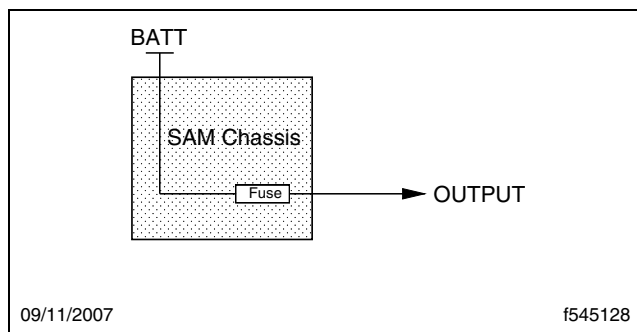 BATT
SAM Chassis
Fuse
OUTPUT
09/11/2007
f545128